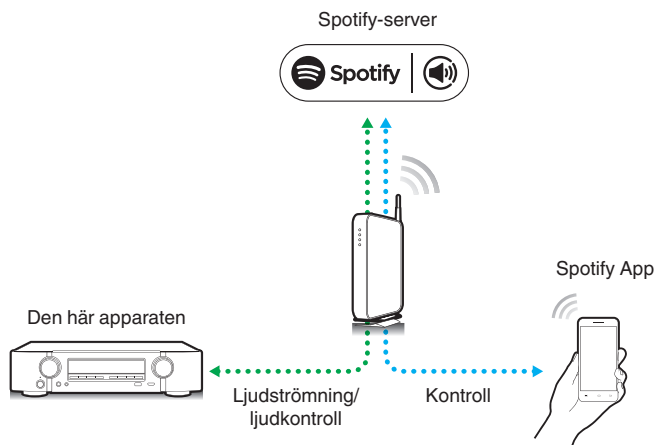 Spotify-server
Spotify
Spotify App
Den här apparaten
Ljudströmning/
ljudkontroll
Kontroll